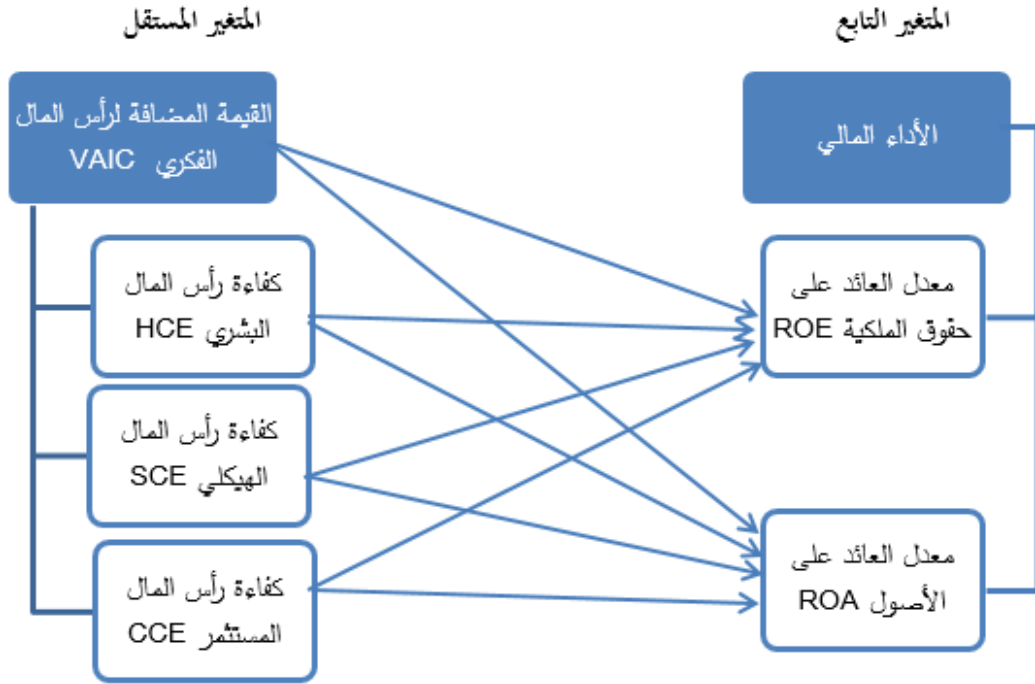 المتغير المستقل
المتغير التابع
القيمة المضافة لرأس المال
الفكري VAIC
الأداء المالي
كفاءة رأس المال
البشري HCE
معدل العائد على
حقوق الملكية ROE
كفاءة رأس المال
الهيكلي SCE
كفاءة رأس المال
المستثمر CCE
معدل العائد على
الأصول ROA